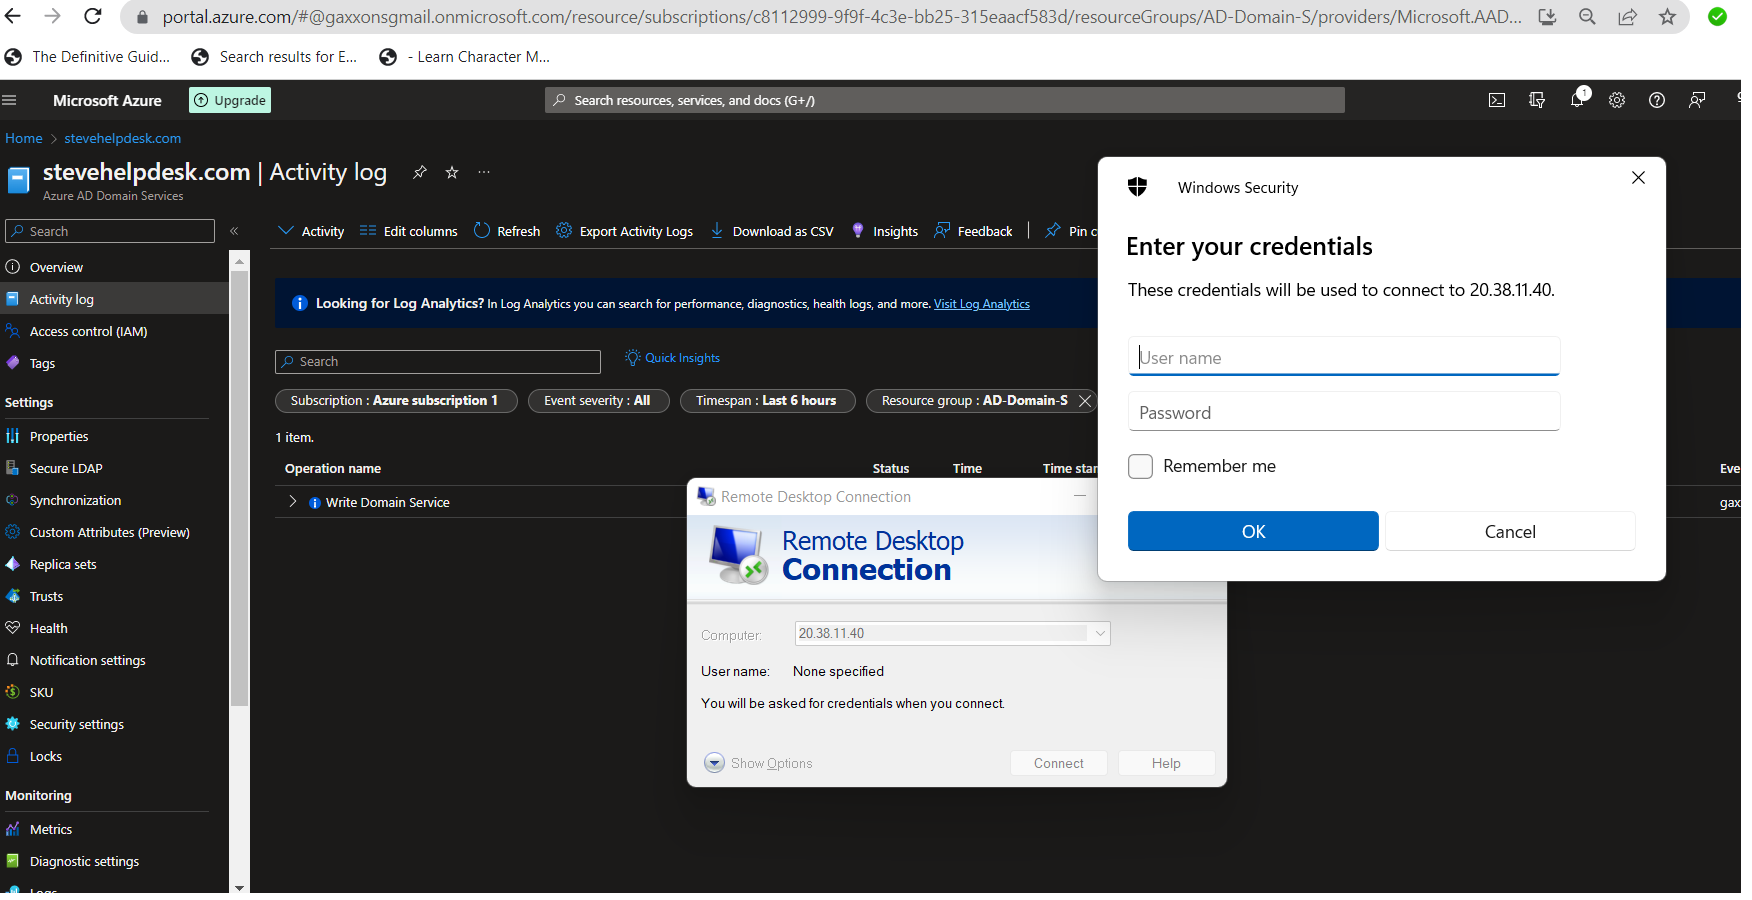 portal.azure.com/#@gaxxonsgmail.onmicrosoft.com/resource/subscriptions/c8112999-9f9f-4c3e-bb25-315eaacf583d/resourceGroups/AD-Domain-S/providers/Microsoft.AAD...
The Definitive Guid...
Search results for E...
- Learn Character M...
Microsoft Azure
Upgrade
Search resources, services, and docs (G+/)
1
Home > stevehelpdesk.com
stevehelpdesk.com | Activity log
Azure AD Domain Services
Search
Overview
Activity log
Access control (IAM)
Tags
Settings
Properties
Secure LDAP
Synchronization
Custom Attributes (Preview)
Replica sets
Trusts
Health
Notification settings
SKU
Security settings
Locks
Monitoring
Metrics
Diagnostic settings
Logs
Activity
Edit columns
Refresh
Export Activity Logs
Download as CSV
Insights
Feedback
Pin c
Looking for Log Analytics? In Log Analytics you can search for performance, diagnostics, health logs, and more. Visit Log Analytics
Search
Quick Insights
Subscription : Azure subscription 1
Event severity : All
Timespan : Last 6 hours
Resource group : AD-Domain-S
1 item.
Operation name
Status
Time
Time star
Eve
Write Domain Service
gax
Remote Desktop Connection
Remote Desktop
Connection
Computer:
20.38.11.40
User name:
None specified
You will be asked for credentials when you connect.
Show Options
Connect
Help
Windows Security
Enter your credentials
These credentials will be used to connect to 20.38.11.40.
User name
Password
Remember me
OK
Cancel